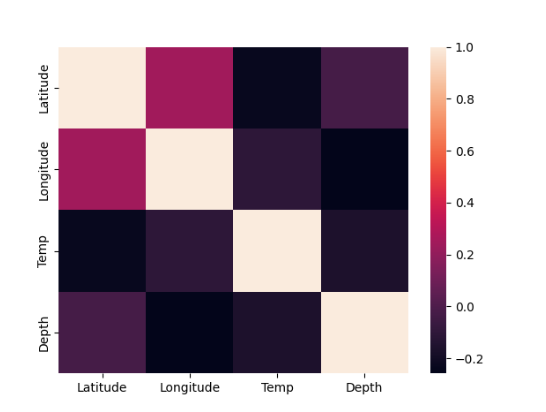 Latitude
Longitude
Temp
Depth
Latitude
Longitude
Temp
Depth
1.0
0.8
0.6
0.4
0.2
0.0
−0.2